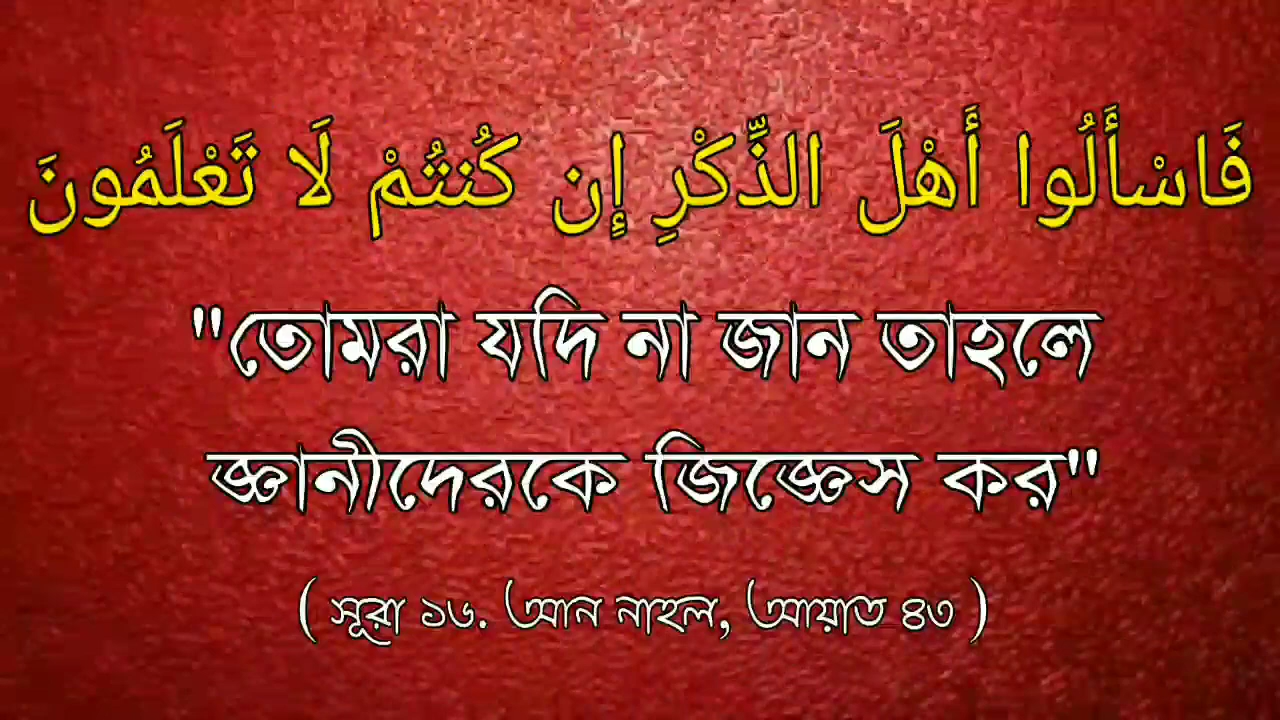 فَاسْأَلُوا أَهْلَ الذِّكْرِ إِن كُنتُمْ لَا تَعْلَمُونَ
"তোমরা যদি না জান তাহলে
জ্ঞানীদেরকে জিজ্ঞেস কর"
( সূরা ১৬. আন নাহল, আয়াত ৪৩ )